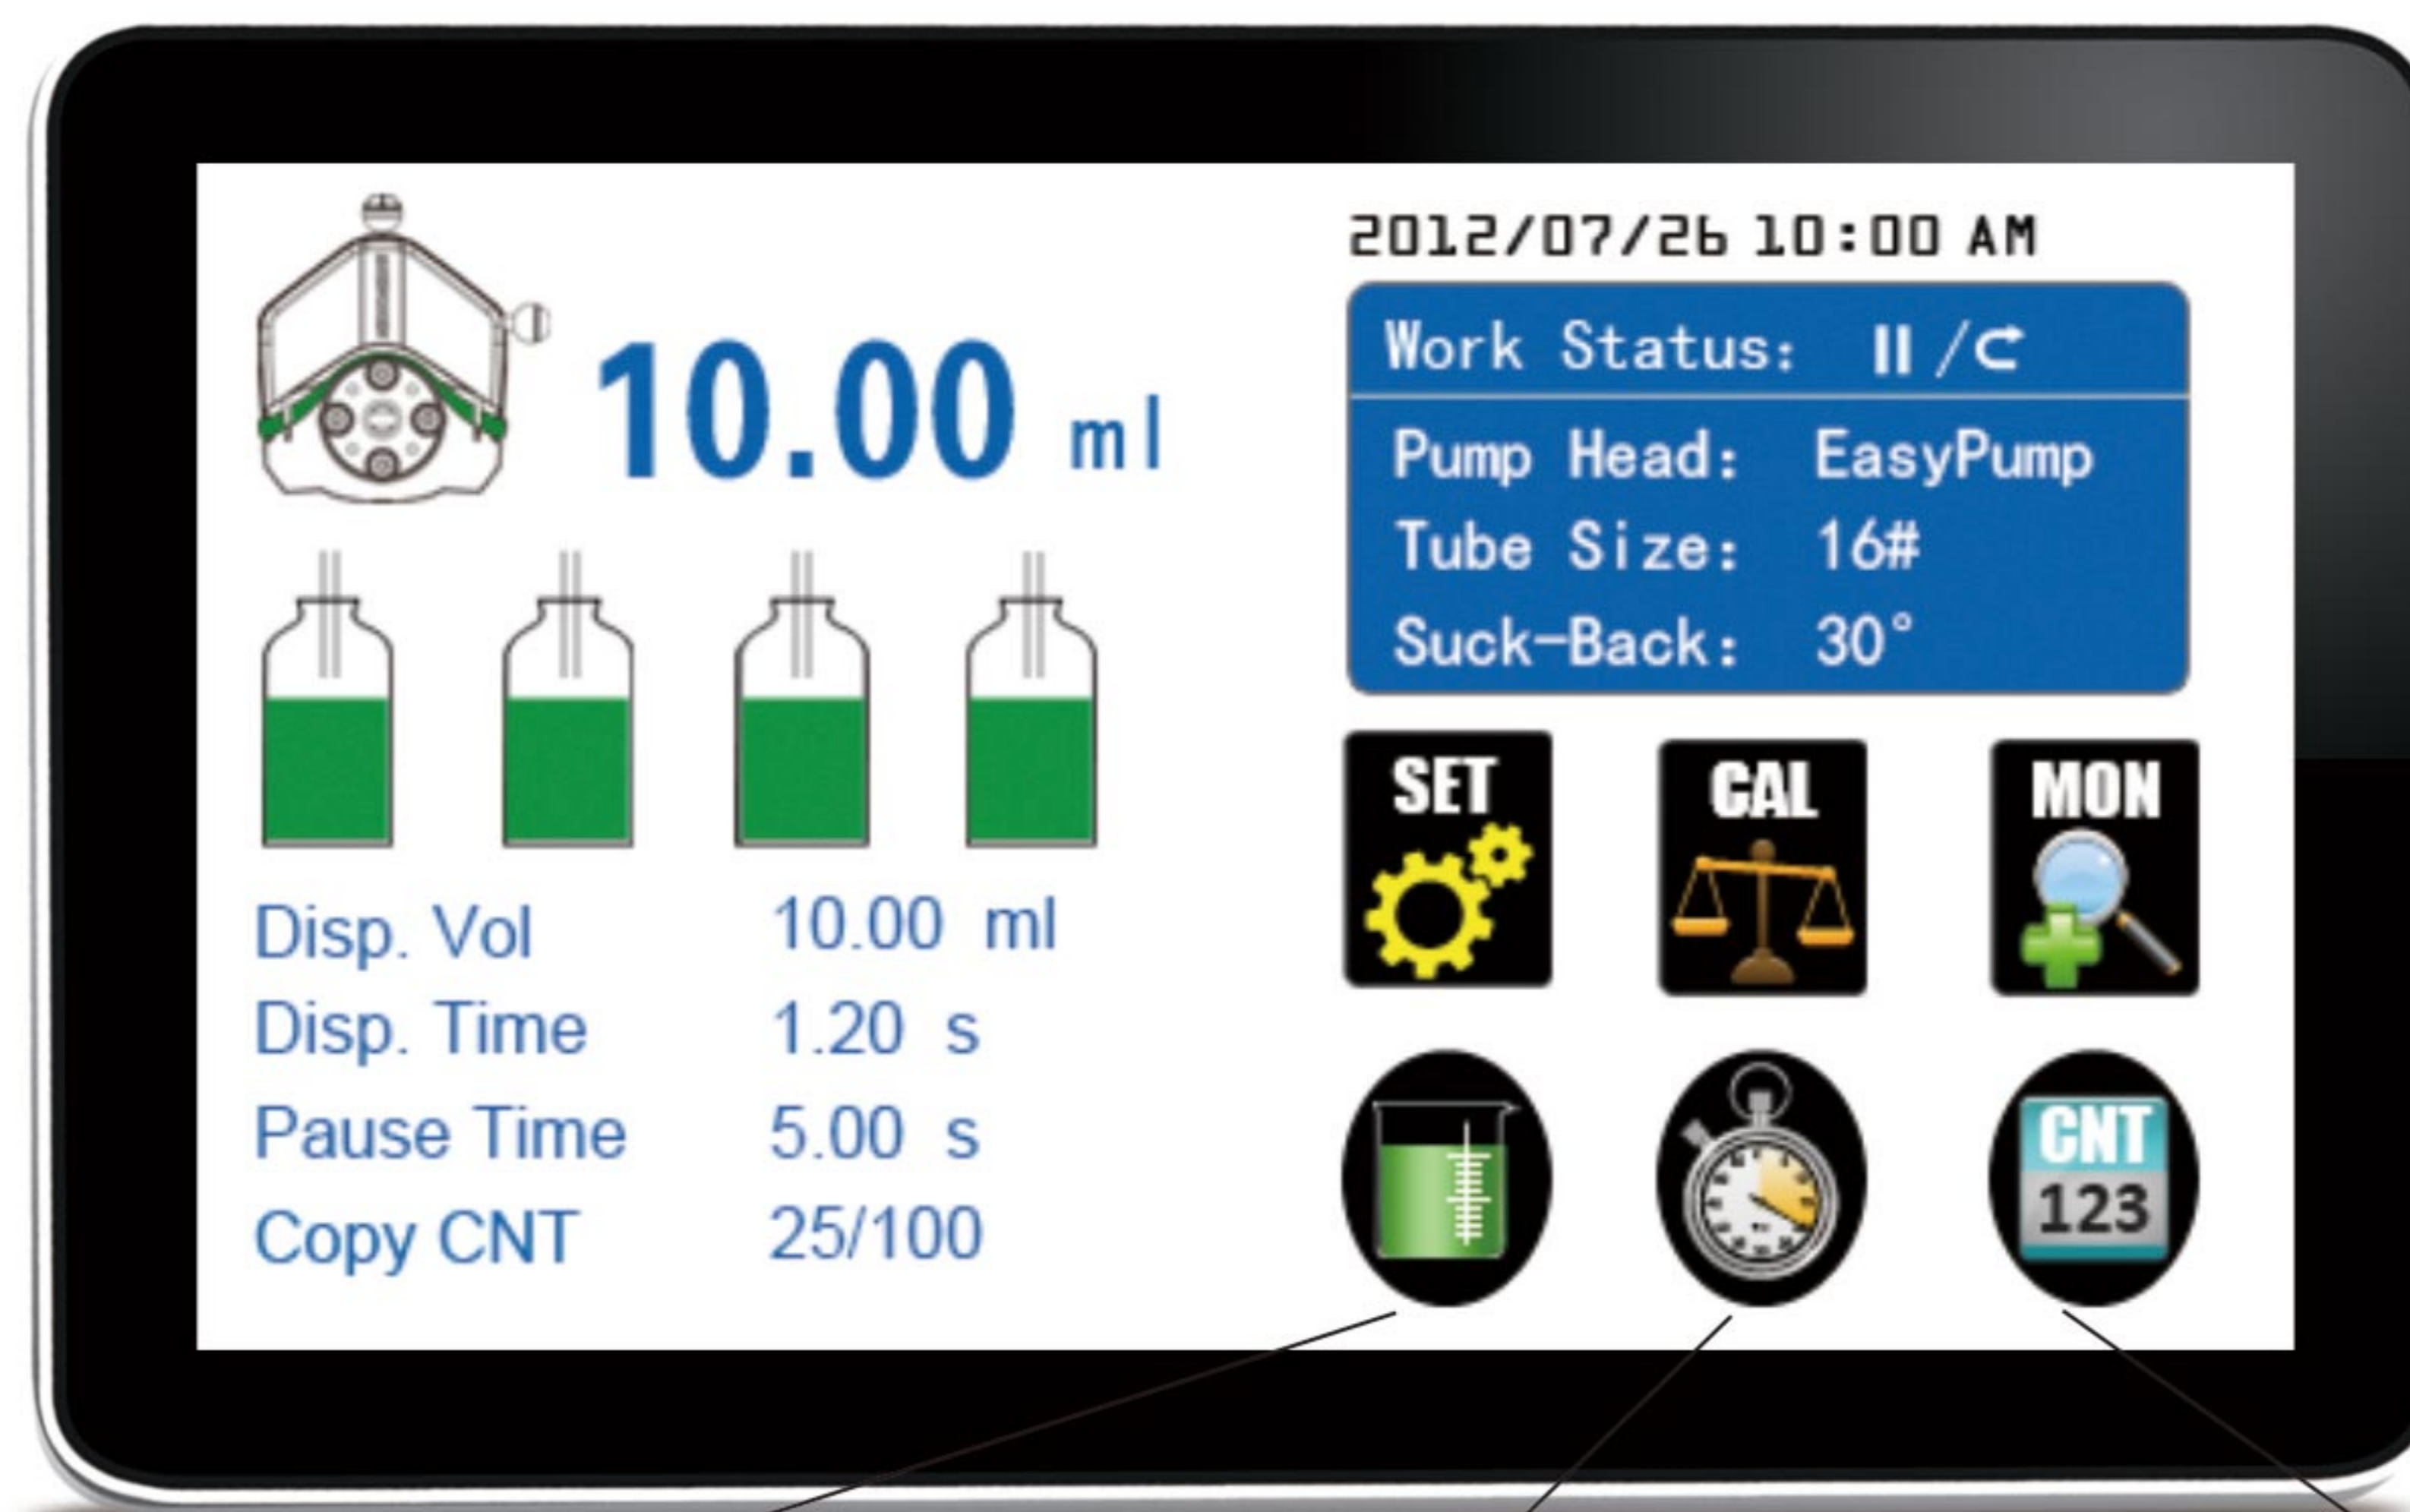 2012/07/26 10:00 AM
10.00 ml
Work Status:
Pump Head: EasyPump
Tube Size: 16#
Suck-Back: 30°
SET
CAL
MON
Disp. Vol 10.00 ml
Disp. Time 1.20 s
Pause Time 5.00 s
Copy CNT 25/100
CNT
123